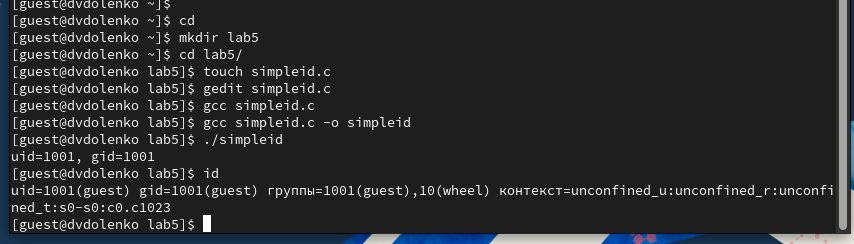 [guest@dvdolenko ~]$
[guest@dvdolenko ~]$ cd
[guest@dvdolenko ~]$ mkdir lab5
[guest@dvdolenko ~]$ cd lab5/
[guest@dvdolenko lab5]$ touch simpleid.c
[guest@dvdolenko lab5]$ gedit simpleid.c
[guest@dvdolenko lab5]$ gcc simpleid.c
[guest@dvdolenko lab5]$ gcc simpleid.c -o simpleid
[guest@dvdolenko lab5]$ ./simpleid
uid=1001, gid=1001
[guest@dvdolenko lab5]$ id
uid=1001(guest) gid=1001(guest) группы=1001(guest),10(wheel) контекст=unconfined_u:unconfined_r:unconfi
ned_t:s0-s0:c0.c1023
[guest@dvdolenko lab5]$